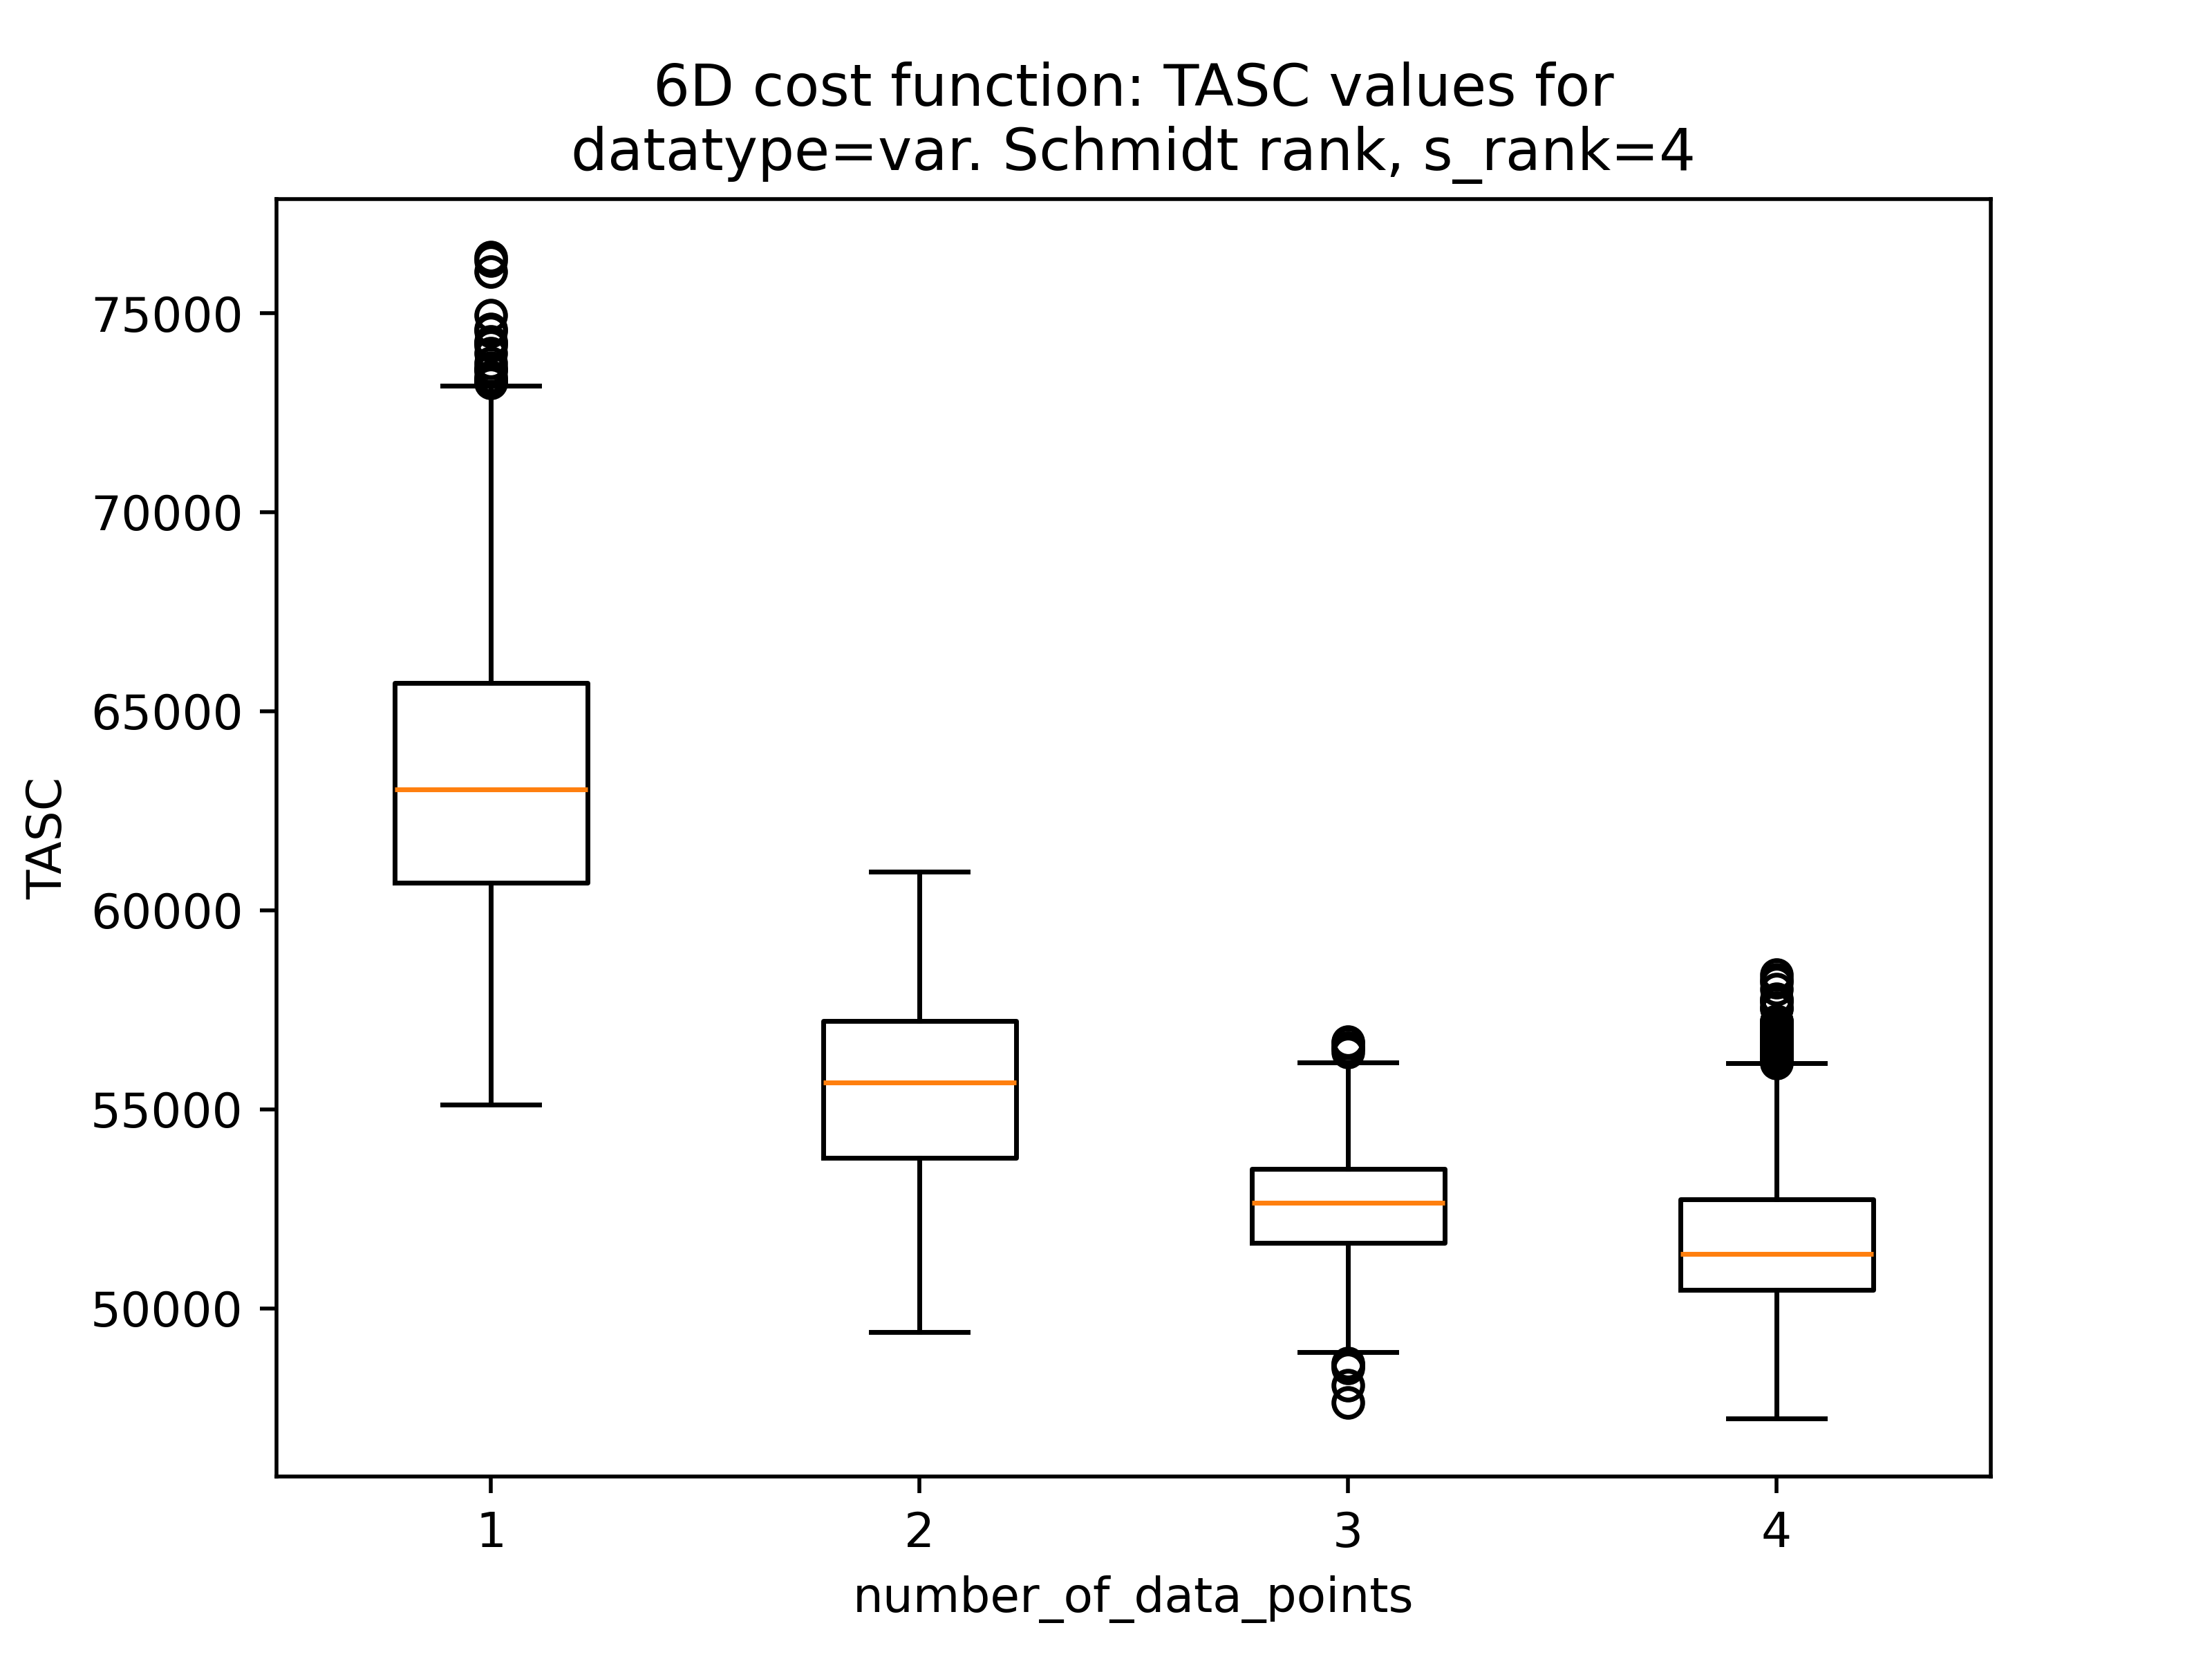 6D cost function: TASC values for
datatype=var. Schmidt rank, s_rank=4
75000
70000
65000
60000
55000
50000
TASC
1 2 3 4
number_of_data_points